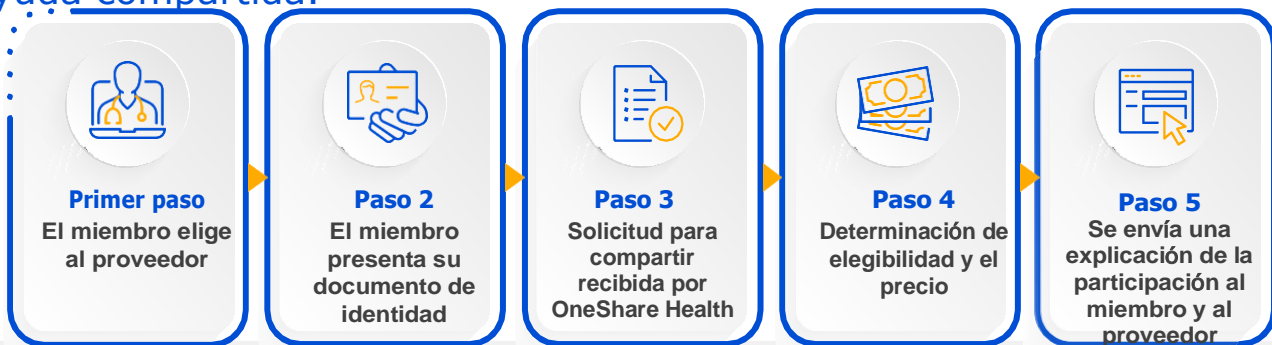 compartida.
Primer paso
El miembro elige
al proveedor
Paso 2
El miembro
presenta su
documento de
identidad
Paso 3
Solicitud para
compartir
recibida por
OneShare Health
Paso 4
Determinación de
elegibilidad y el
precio
Paso 5
Se envía una
explicación de la
participación al
miembro y al
proveedor